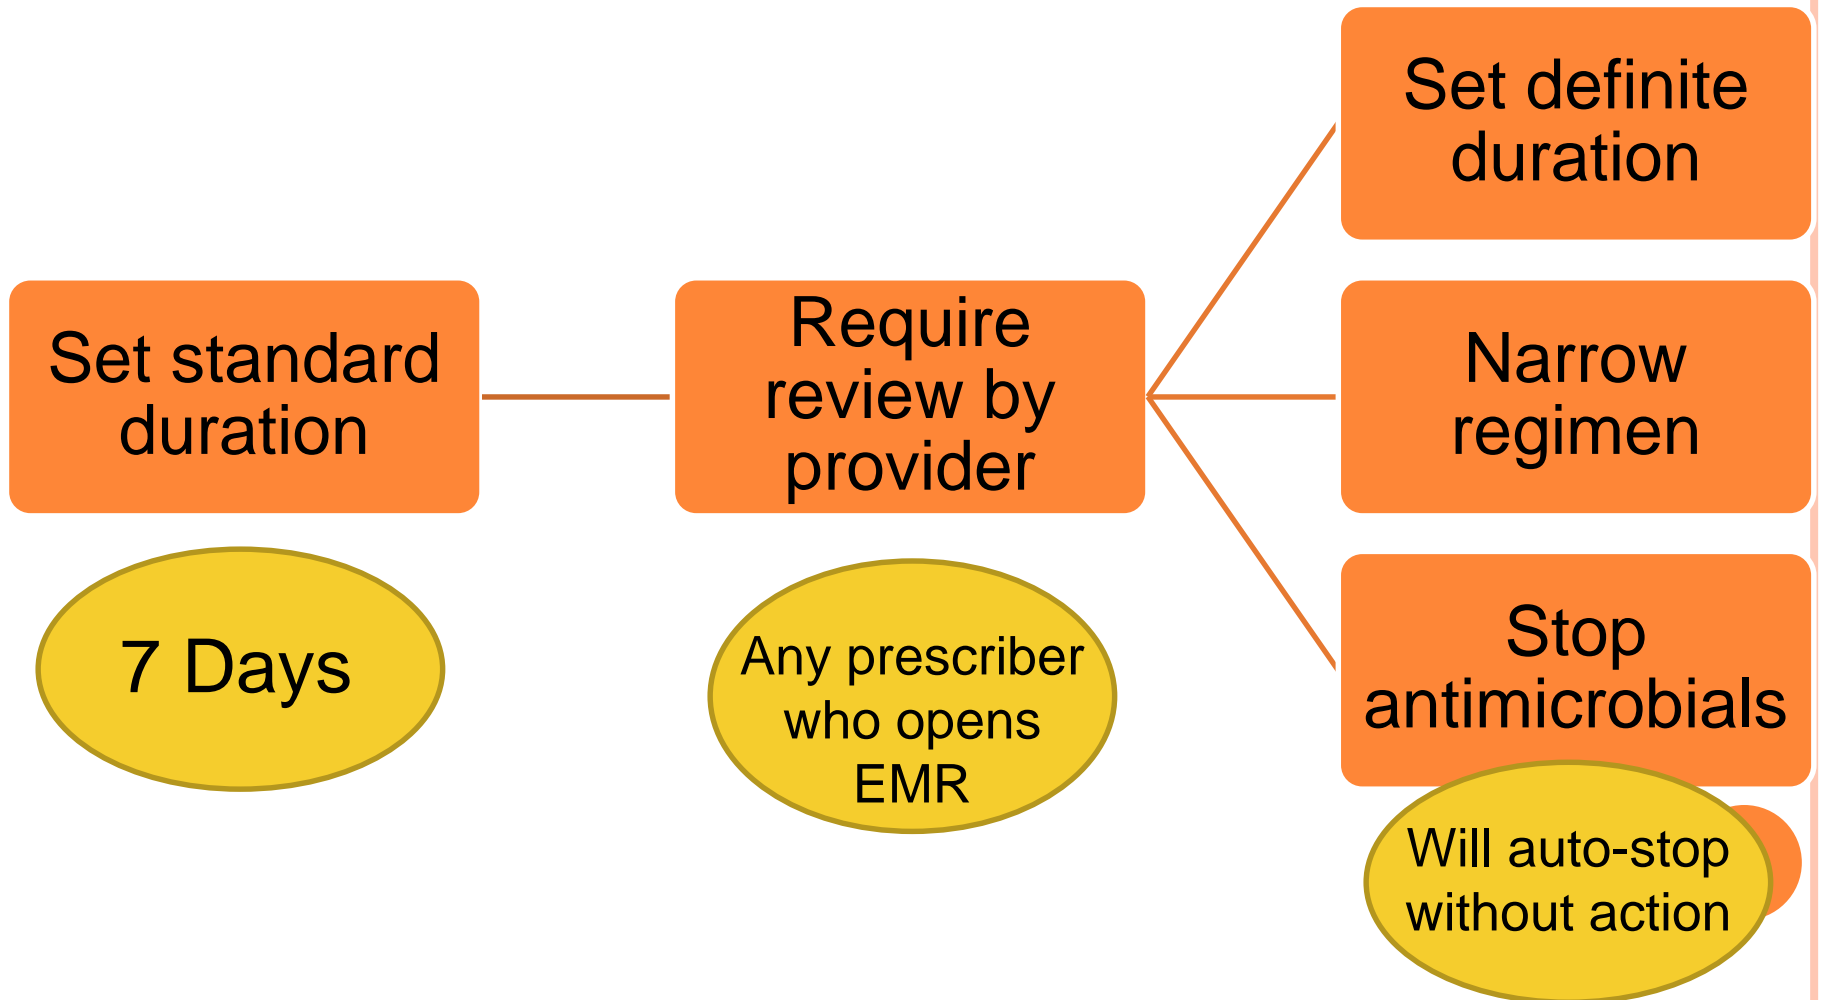 Set standard
duration
7 Days
Require
review by
provider
Any prescriber
who opens
EMR
Set definite
duration
Narrow
regimen
Stop
antimicrobials
Will auto-stop
without action